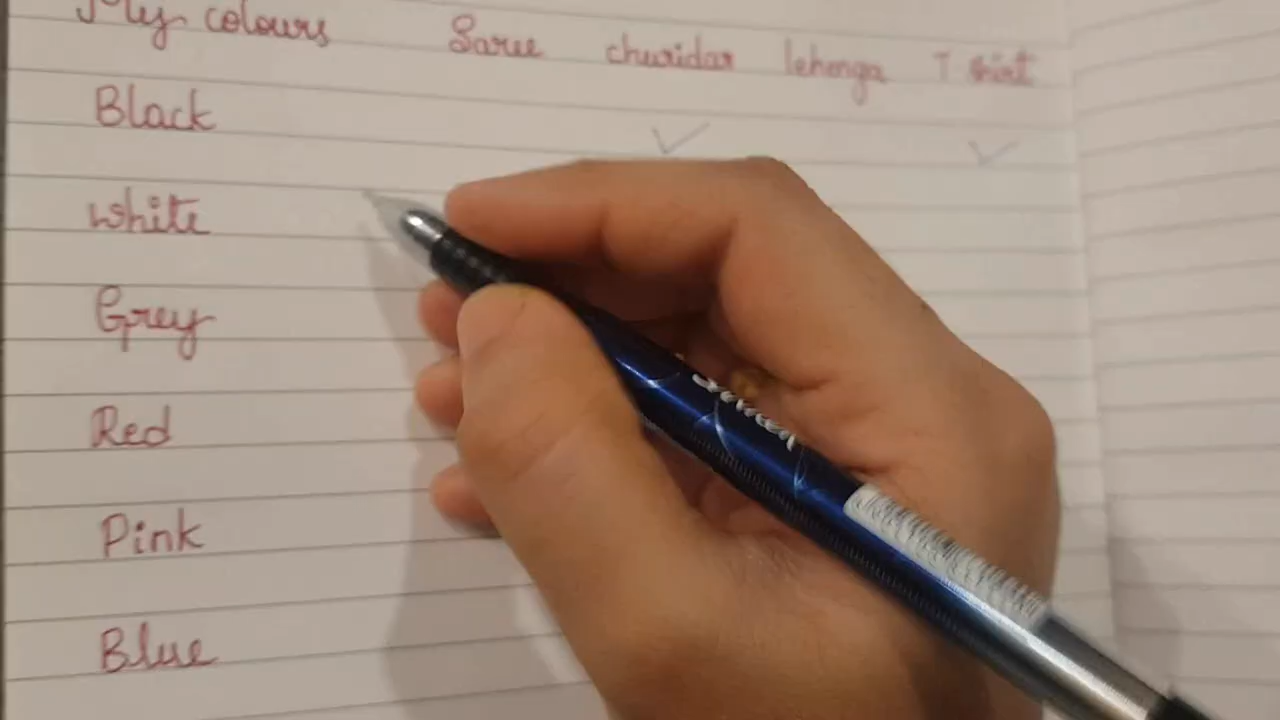 My colours Saree churidar lehenga T shirt
Black ✓ ✓
White
Grey
Red
Pink
Blue